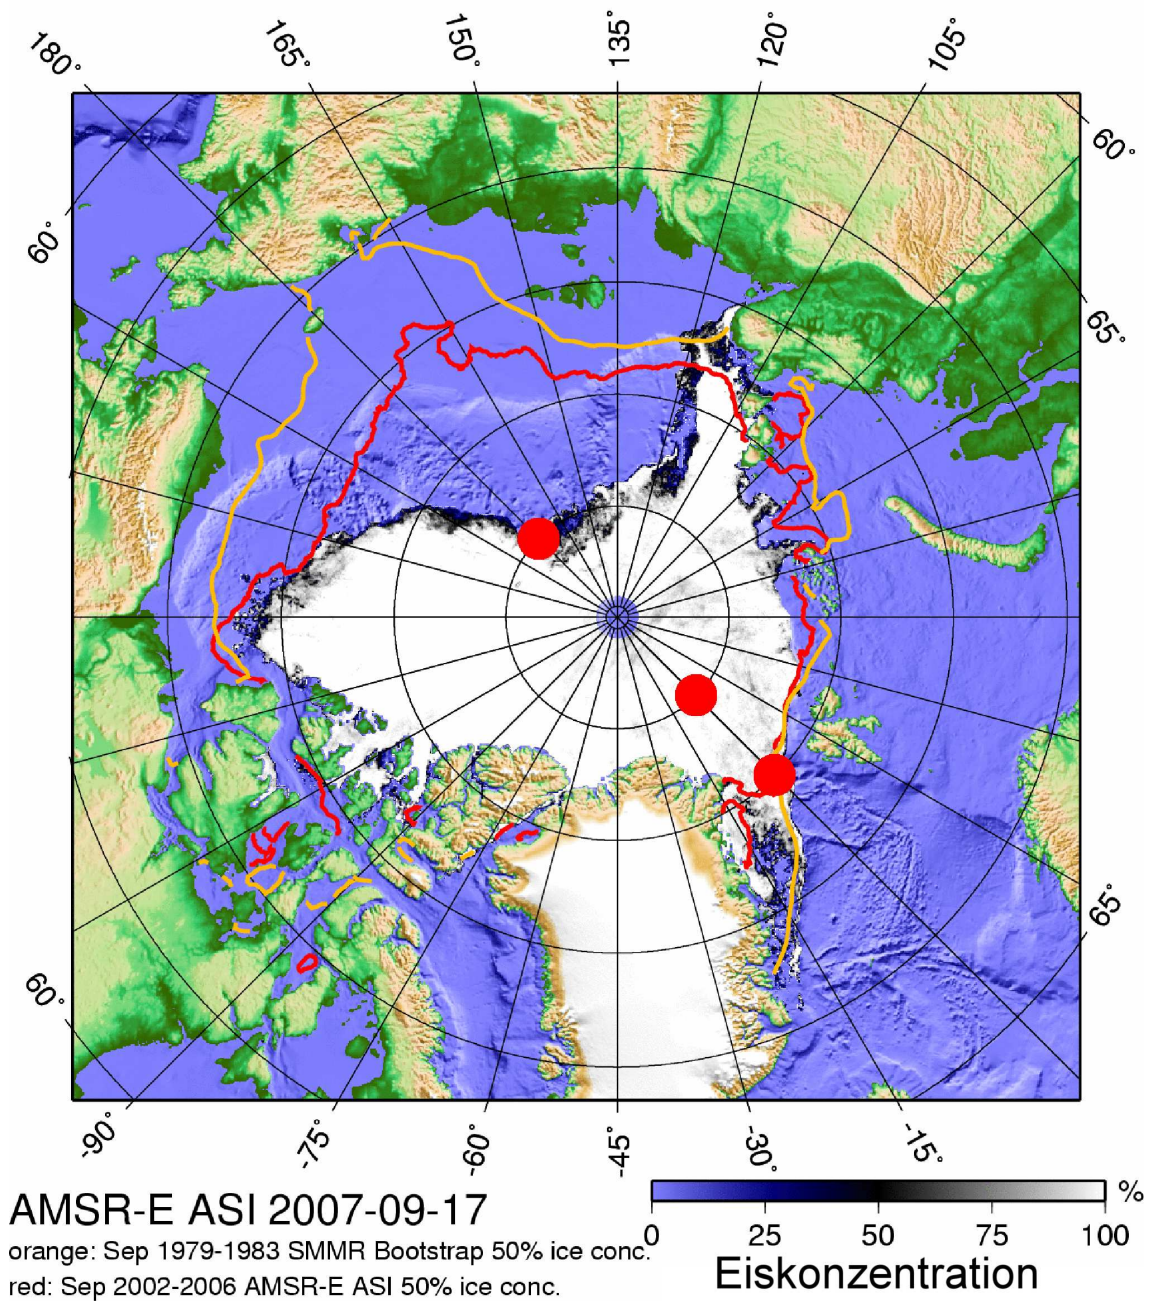 180° 165° 150° 135° 120° 105°
60°
60°
65°
65°
60°
-90° -75° -60° -45° -30° -15°
AMSR-E ASI 2007-09-17
orange: Sep 1979-1983 SMMR Bootstrap 50% ice conc.
red: Sep 2002-2006 AMSR-E ASI 50% ice conc.
%
0 25 50 75 100
Eiskonzentration